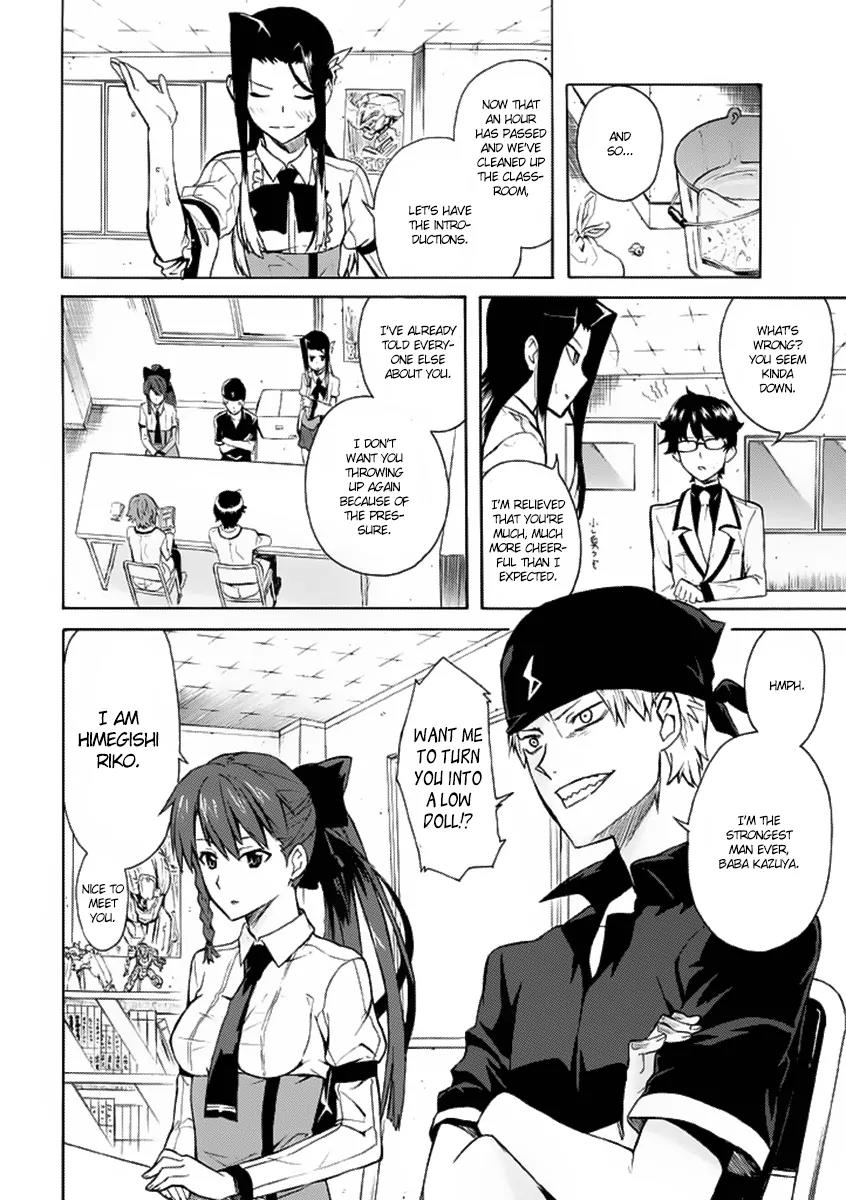 AND
SO...
NOW THAT
AN HOUR
HAS PASSED
AND WE'VE
CLEANED UP
THE CLASS-
ROOM,
LET'S HAVE
THE INTRO-
DUCTIONS.
WHAT'S
WRONG?
YOU SEEM
KINDA
DOWN.
I'M RELIEVED
THAT YOU'RE
MUCH, MUCH
MORE CHEER-
FUL THAN I
EXPECTED.
I'VE ALREADY
TOLD EVERY-
ONE ELSE
ABOUT YOU.
I DON'T
WANT YOU
THROWING
UP AGAIN
BECAUSE OF
THE PRES-
SURE.
HMPH.
I'M THE
STRONGEST
MAN EVER,
BABA KAZUYA.
WANT ME
TO TURN
YOU INTO
A LOW
DOLL!?
I AM
HIMEGISHI
RIKO.
NICE TO
MEET YOU.